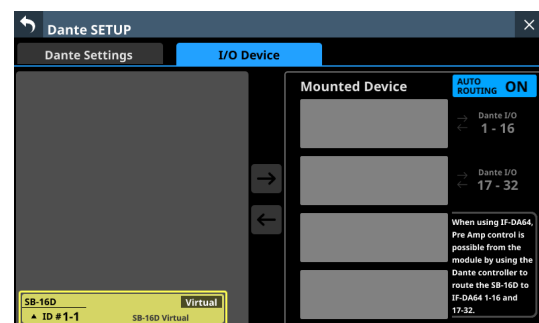 Dante SETUP
Dante Settings
I/O Device
Mounted Device
AUTO
ROUTING ON
Dante I/O
1 - 16
Dante I/O
17 - 32
When using IF-DA64,
Pre Amp control is
possible from the
module by using the
Dante controller to
route the SB-16D to
IF-DA64 1-16 and
17-32.
SB-16D Virtual
ID #1-1 SB-16D Virtual